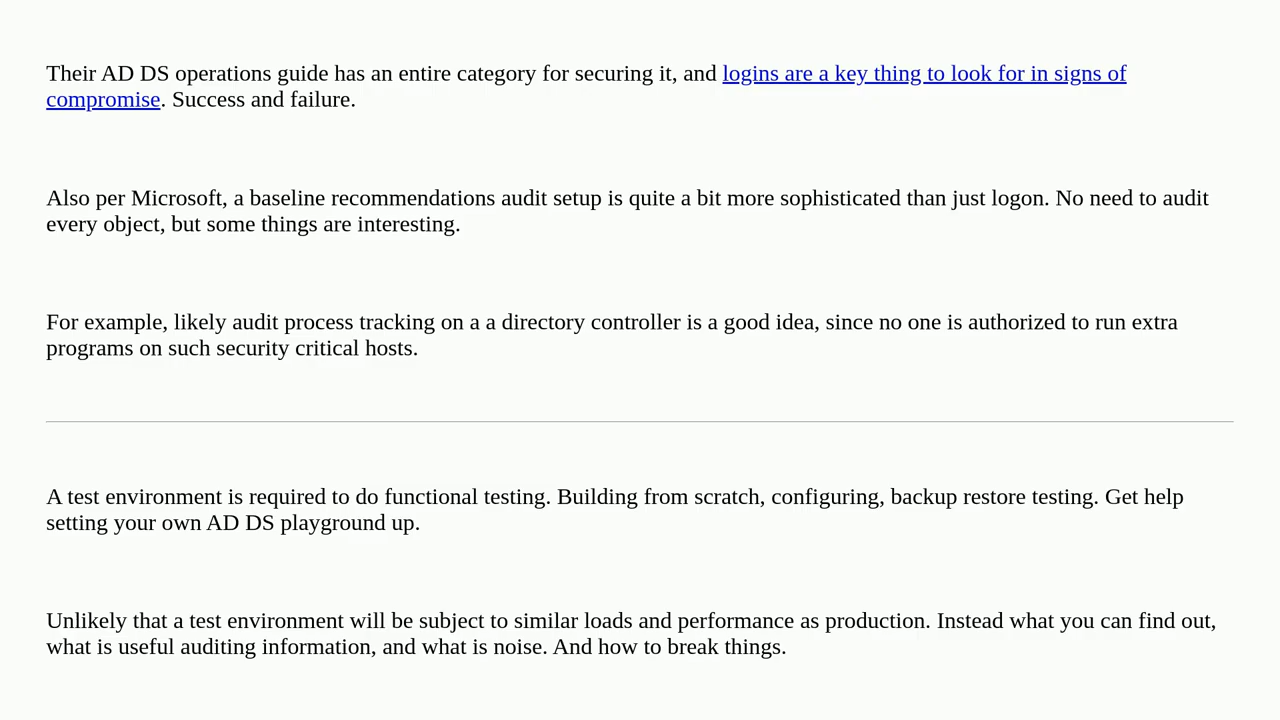 Their AD DS operations guide has an entire category for securing it, and logins are a key thing to look for in signs of
compromise. Success and failure.
Also per Microsoft, a baseline recommendations audit setup is quite a bit more sophisticated than just logon. No need to audit
every object, but some things are interesting.
For example, likely audit process tracking on a a directory controller is a good idea, since no one is authorized to run extra
programs on such security critical hosts.
A test environment is required to do functional testing. Building from scratch, configuring, backup restore testing. Get help
setting your own AD DS playground up.
Unlikely that a test environment will be subject to similar loads and performance as production. Instead what you can find out,
what is useful auditing information, and what is noise. And how to break things.